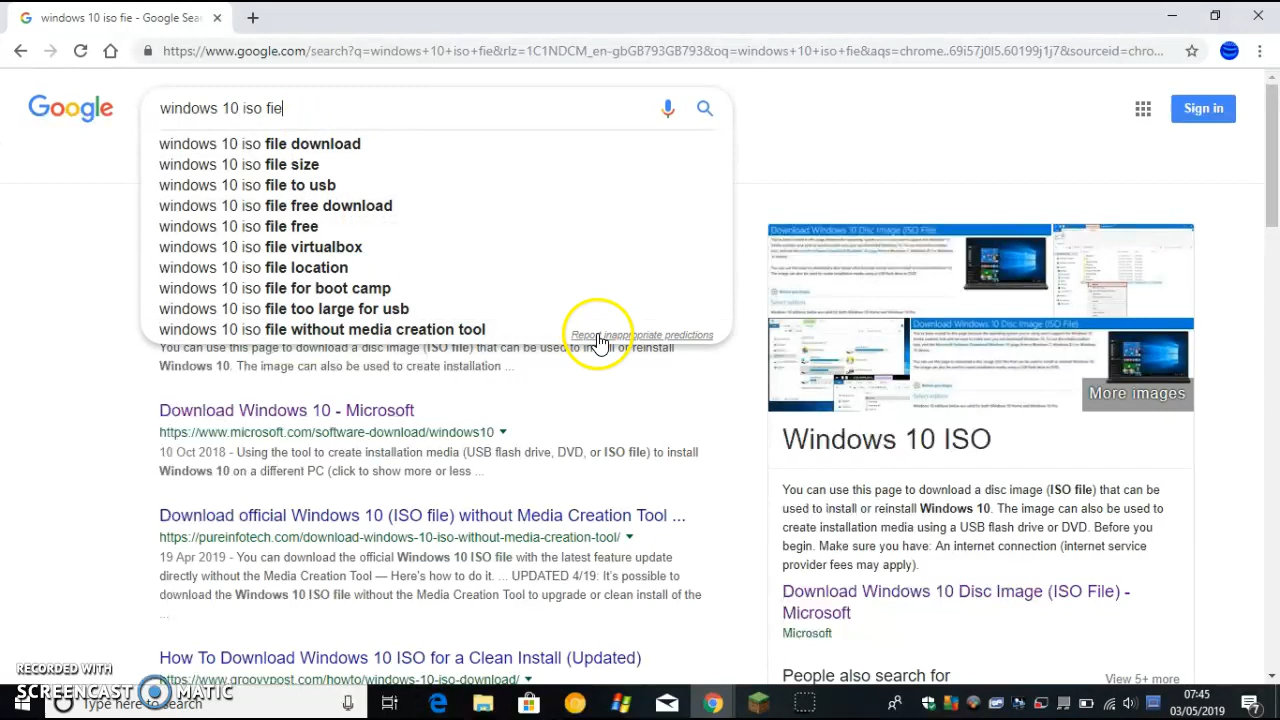 windows 10 iso fie - Google Sea
https://www.google.com/search?q=windows+10+iso+fie&rlz=1C1NDCM_en-gbGB793GB793&oq=windows+10+iso+fie&aqs=chrome..69i57j0l5.60199j1j7&sourceid=chro...
Google
windows 10 iso fie
Sign in
windows 10 iso file download
windows 10 iso file size
windows 10 iso file to usb
windows 10 iso file free download
windows 10 iso file free
windows 10 iso file virtualbox
windows 10 iso file location
windows 10 iso file for boot camp
windows 10 iso file too large for usb
windows 10 iso file without media creation tool
Report inappropriate predictions
You can use this page to download a disc image (ISO file) that can be used to install or reinstall
Windows 10. The image can also be used to create installation ...
Download Windows 10 - Microsoft
https://www.microsoft.com/software-download/windows10
10 Oct 2018 - Using the tool to create installation media (USB flash drive, DVD, or ISO file) to install
Windows 10 on a different PC (click to show more or less ...
Download official Windows 10 (ISO file) without Media Creation Tool ...
https://pureinfotech.com/download-windows-10-iso-without-media-creation-tool/
19 Apr 2019 - You can download the official Windows 10 ISO file with the latest feature update
directly without the Media Creation Tool — Here's how to do it. ... UPDATED 4/19: It's possible to
download the Windows 10 ISO file without the Media Creation Tool to upgrade or clean install of the
...
How To Download Windows 10 ISO for a Clean Install (Updated)
https://www.groovypost.com/howto/windows-10-iso-download/
Download Windows 10 Disc Image (ISO File)
Download Windows 10 Disc Image (ISO File)
More images
Windows 10 ISO
You can use this page to download a disc image (ISO file) that can be
used to install or reinstall Windows 10. The image can also be used to
create installation media using a USB flash drive or DVD. Before you
begin. Make sure you have: An internet connection (internet service
provider fees may apply).
Download Windows 10 Disc Image (ISO File) -
Microsoft
Microsoft
People also search for
View 5+ more
RECORDED WITH
SCREENCAST MATIC
Type here to search
07:45
03/05/2019